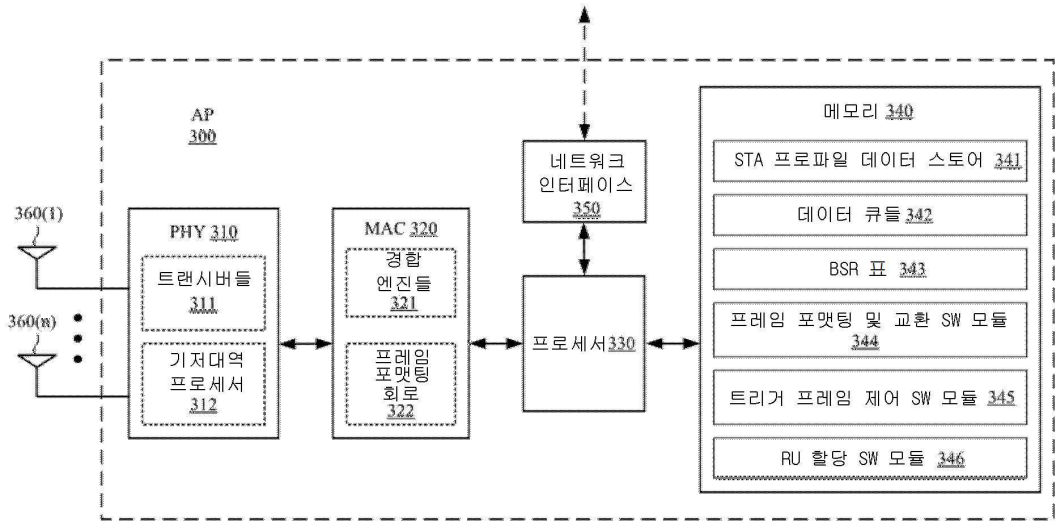 AP
300
360(1)
360(n)
PHY 310
트랜시버들
311
기저대역
프로세서
312
MAC 320
경합
엔진들
321
프레임
포맷팅
회로
322
네트워크
인터페이스
350
프로세서330
메모리 340
STA 프로파일 데이터 스토어 341
데이터 큐들342
BSR 표 343
프레임 포맷팅 및 교환 SW 모듈
344
트리거 프레임 제어 SW 모듈 345
RU 할당 SW 모듈 346